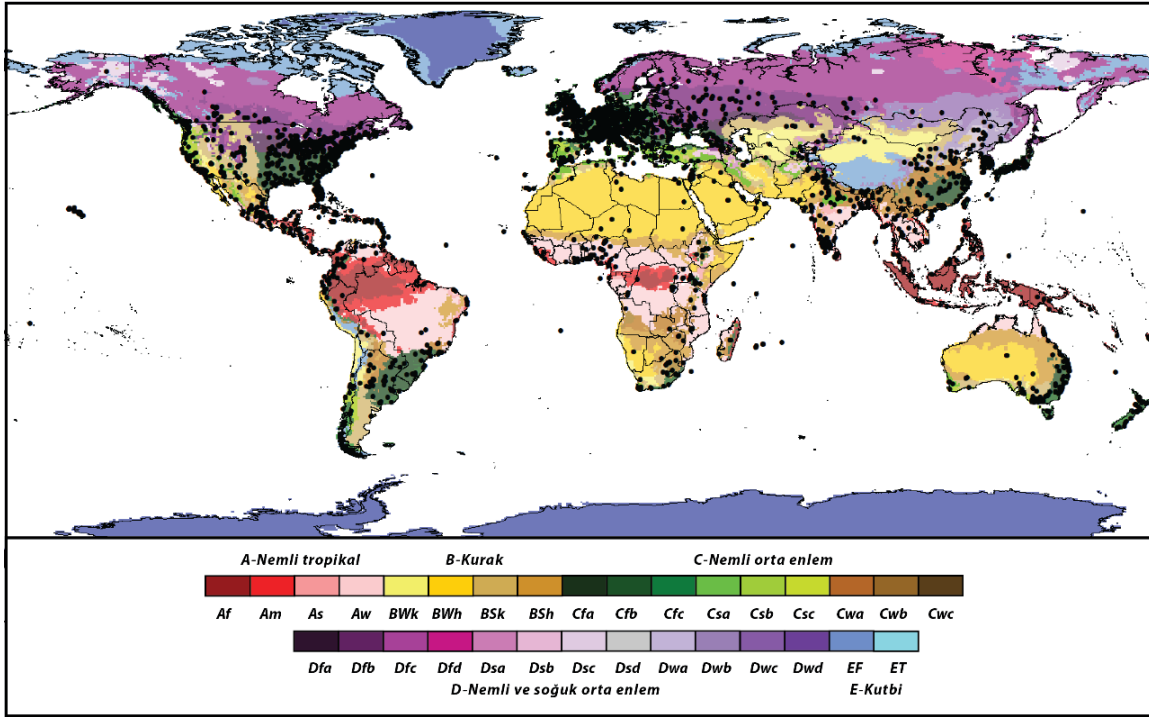 A-Nemli tropikal B-Kurak C-Nemli orta enlem
Af Am As Aw BWk BWh BSk BSh Cfa Cfb Cfc Csa Csb Csc Cwa Cwb Cwc
Dfa Dfb Dfc Dfd Dsa Dsb Dsc Dsd Dwa Dwb Dwc Dwd EF ET
D-Nemli ve soğuk orta enlem E-Kutbi